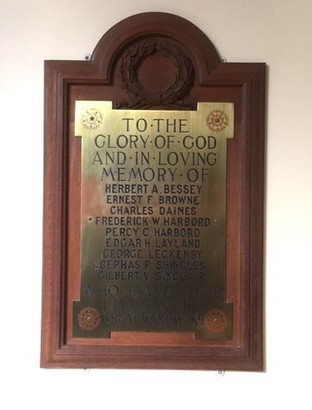 TO·THE
GLORY·OF·GOD
AND·IN·LOVING
MEMORY·OF
HERBERT A. BESSEY
ERNEST F. BROWNE
CHARLES DAINES
FREDERICK W. HARBORD
PERCY C. HARBORD
EDGAR H. LAYLAND
GEORGE LECKENBY
CEPHAS P. SHINGLES
GILBERT V.
WHO